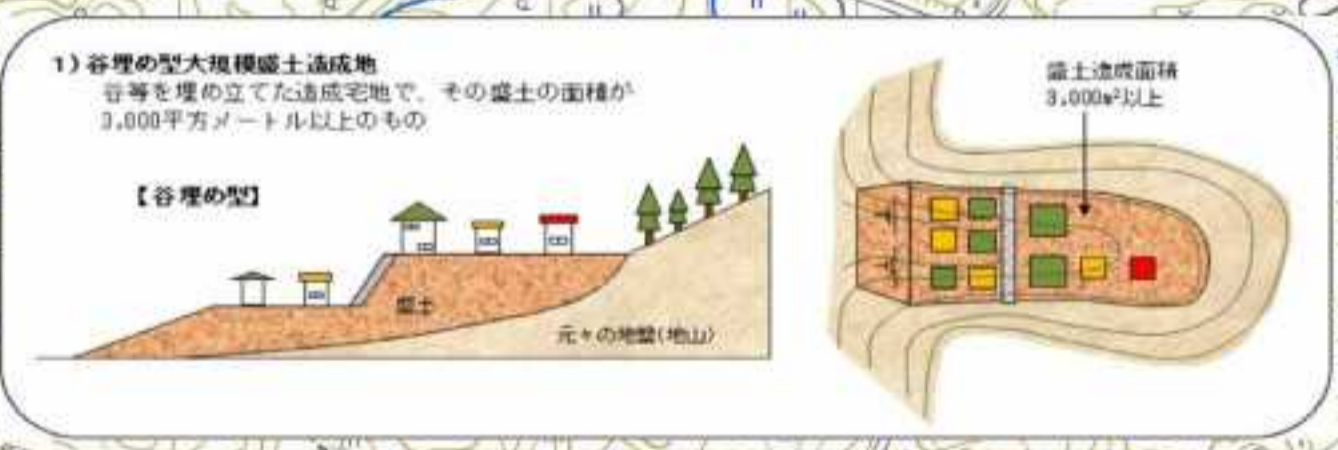 1)谷埋め型大規模盛土造成地
谷等を埋め立てた造成宅地で、その盛土の面積が
3,000平方メートル以上のもの
【谷埋め型】
盛土
元々の地盤(地山)
盛土造成面積
3,000m²以上